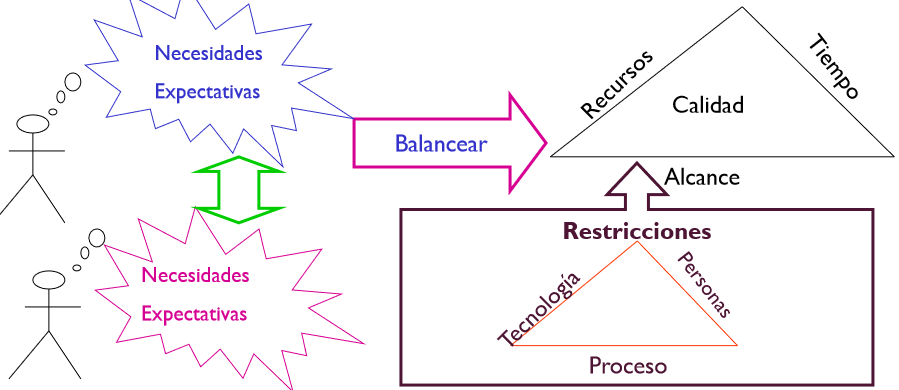 Necesidades
Expectativas
Necesidades
Expectativas
Balancear
Recursos
Tiempo
Calidad
Alcance
Restricciones
Tecnología
Personas
Proceso